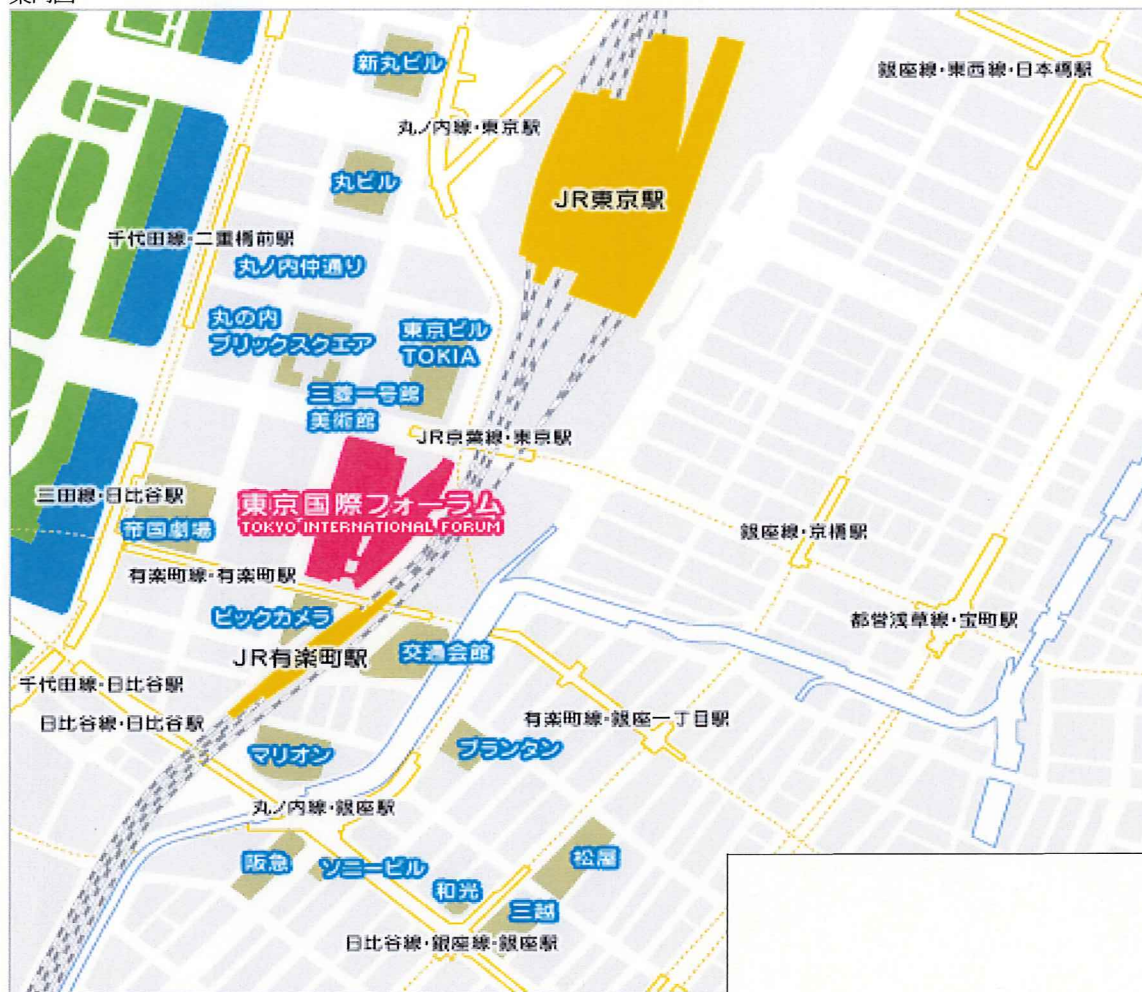 案内図
新丸ビル
銀座線・東西線・日本橋駅
丸ノ内線・東京駅
丸ビル
JR東京駅
千代田線・二重橋前駅
丸ノ内仲通り
丸の内
ブリックスクエア
東京ビル
TOKIA
三菱一号館
美術館
JR京葉線・東京駅
三田線・日比谷駅
帝国劇場
東京国際フォーラム
TOKYO INTERNATIONAL FORUM
銀座線・京橋駅
有楽町線・有楽町駅
ビックカメラ
都営浅草線・宝町駅
JR有楽町駅
交通会館
千代田線・日比谷駅
日比谷線・日比谷駅
有楽町線・銀座一丁目駅
マリオン
プランタン
丸ノ内線・銀座駅
阪急
ソニービル
松屋
和光
三越
日比谷線・銀座線・銀座駅